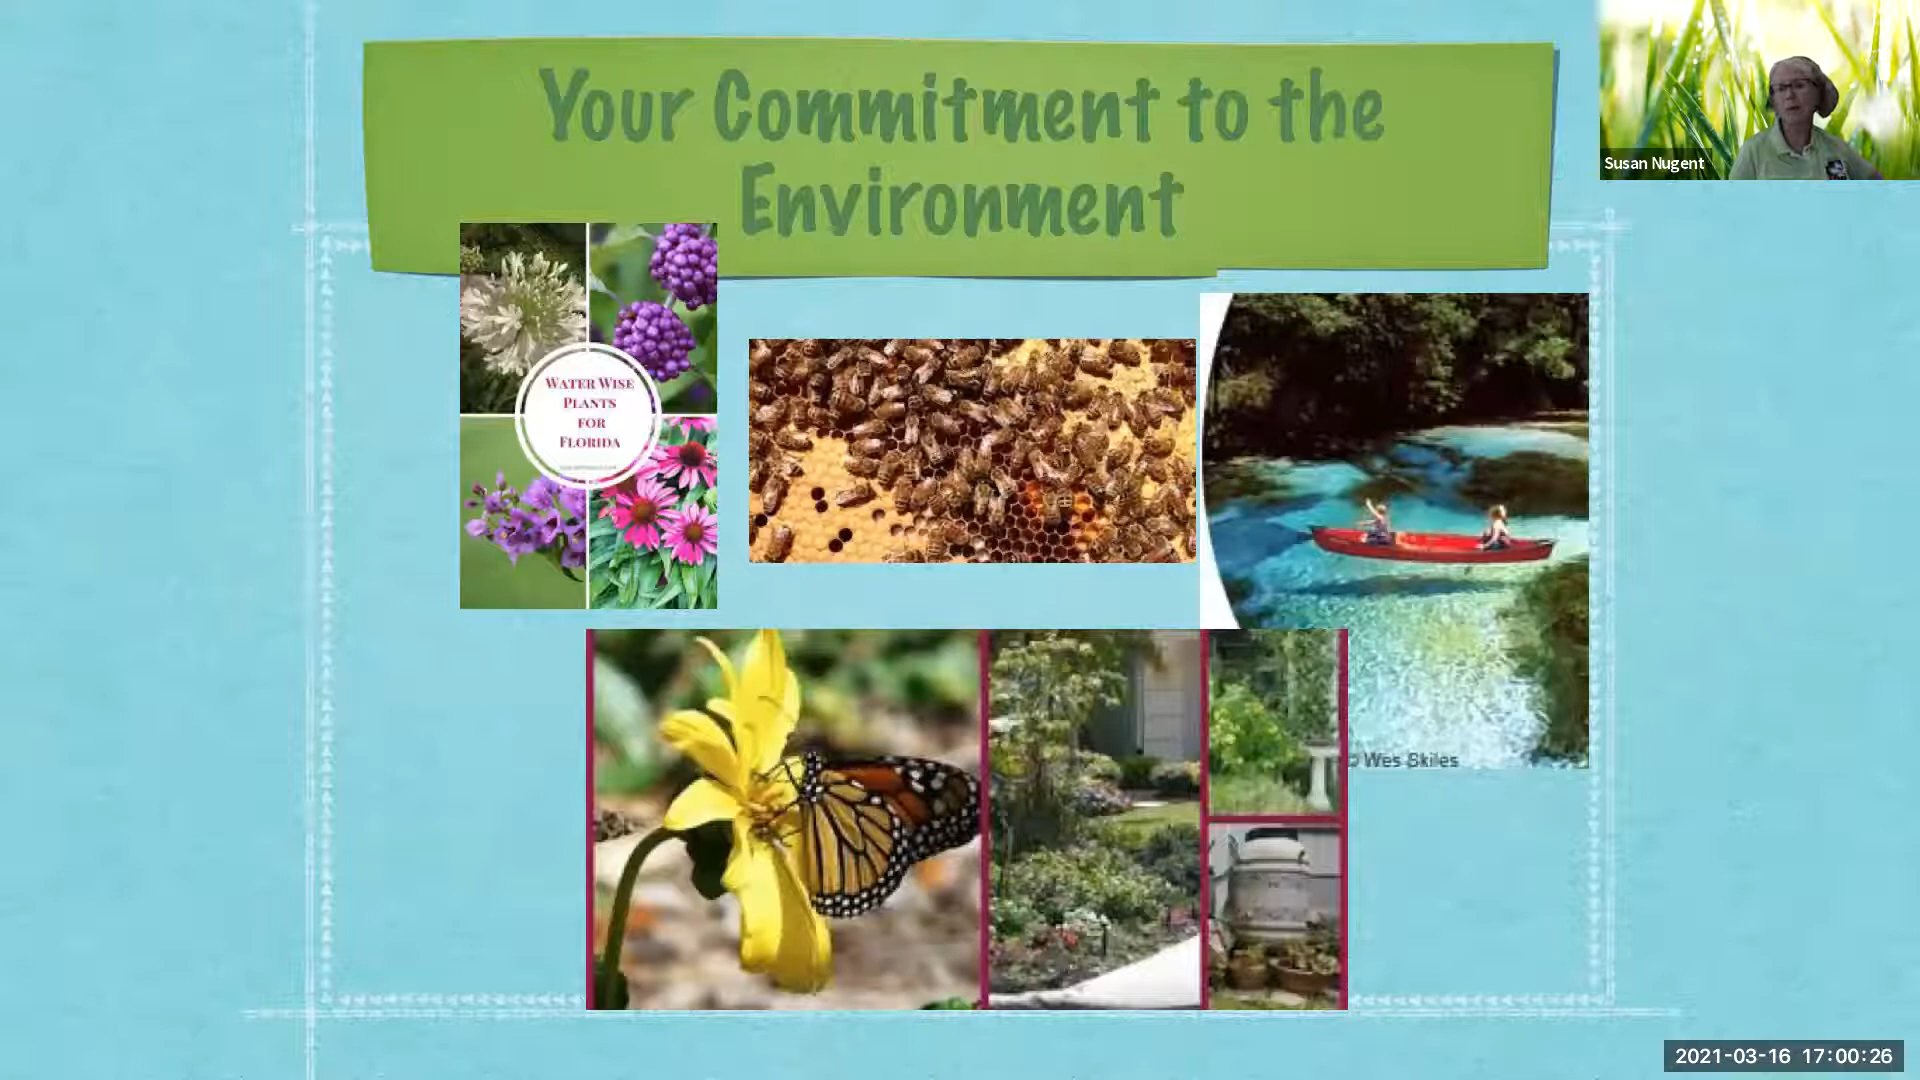 Your Commitment to the
Environment
Susan Nugent
WATER WISE
PLANTS
FOR
FLORIDA
© Wes Skiles
2021-03-16 17:00:26